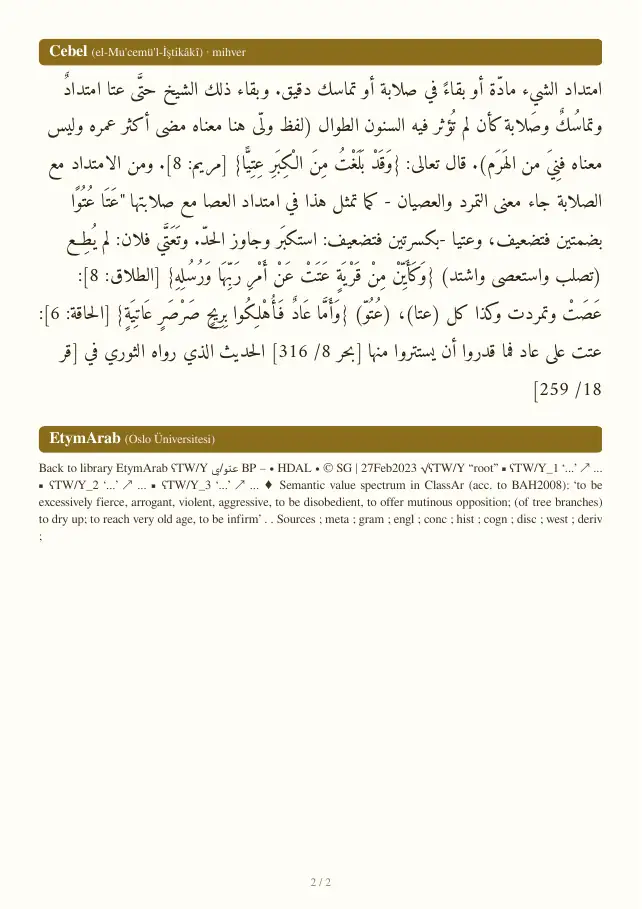 Cebel (el-Mu'cemü'l-İştikâkî) · mihver
امتداد الشيء مادّة أو بقاءً في صلابة أو تماسك دقيق. وبقاء ذلك الشيخ حتَّى عتا امتدادٌ
وتماسُكٌ وصَلابة كأن لم تُؤثر فيه السنون الطوال (لفظ ولّى هنا معناه مضى أكثر عمره وليس
معناه فنِيَ من الهَرَم). قال تعالى: {وَقَدْ بَلَغْتُ مِنَ الْكِبَرِ عِتِيًّا} [مريم: 8]. ومن الامتداد مع
الصلابة جاء معنى التمرد والعصيان - كما تمثل هذا في امتداد العصا مع صلابتها "عَتَا عُتُوًا
بضمتين فتضعيف، وعتيا -بكسرتين فتضعيف: استكبَر وجاوز الحدّ. وتَعَتَّي فلان: لم يُطِع
(تصلب واستعصى واشتد) {وَكَأَيِّنْ مِنْ قَرْيَةٍ عَتَتْ عَنْ أَمْرِ رَبِّهَا وَرُسُلِهِ} [الطلاق: 8]:
عَصَتْ وتمردت وكذا كل (عتا)، (عُتُوّ) {وَأَمَّا عَادٌ فَأُهْلِكُوا بِرِيحٍ صَرْصَرٍ عَاتِيَةٍ} [الحاقة: 6]:
عتت على عاد فما قدروا أن يستتروا منها [بحر 8/ 316] الحديث الذي رواه الثوري في [قر
18/ 259]
EtymArab (Oslo Üniversitesi)
Back to library EtymArab ʕTW/Y عتو/ي BP – • HDAL • © SG | 27Feb2023 √ʕTW/Y “root” ▪ ʕTW/Y_1 ‘...’ ↗ ...
▪ ʕTW/Y_2 ‘...’ ↗ ... ▪ ʕTW/Y_3 ‘...’ ↗ ... ♦ Semantic value spectrum in ClassAr (acc. to BAH2008): ‘to be
excessively fierce, arrogant, violent, aggressive, to be disobedient, to offer mutinous opposition; (of tree branches)
to dry up; to reach very old age, to be infirm’ . . Sources ; meta ; gram ; engl ; conc ; hist ; cogn ; disc ; west ; deriv
;
2 / 2